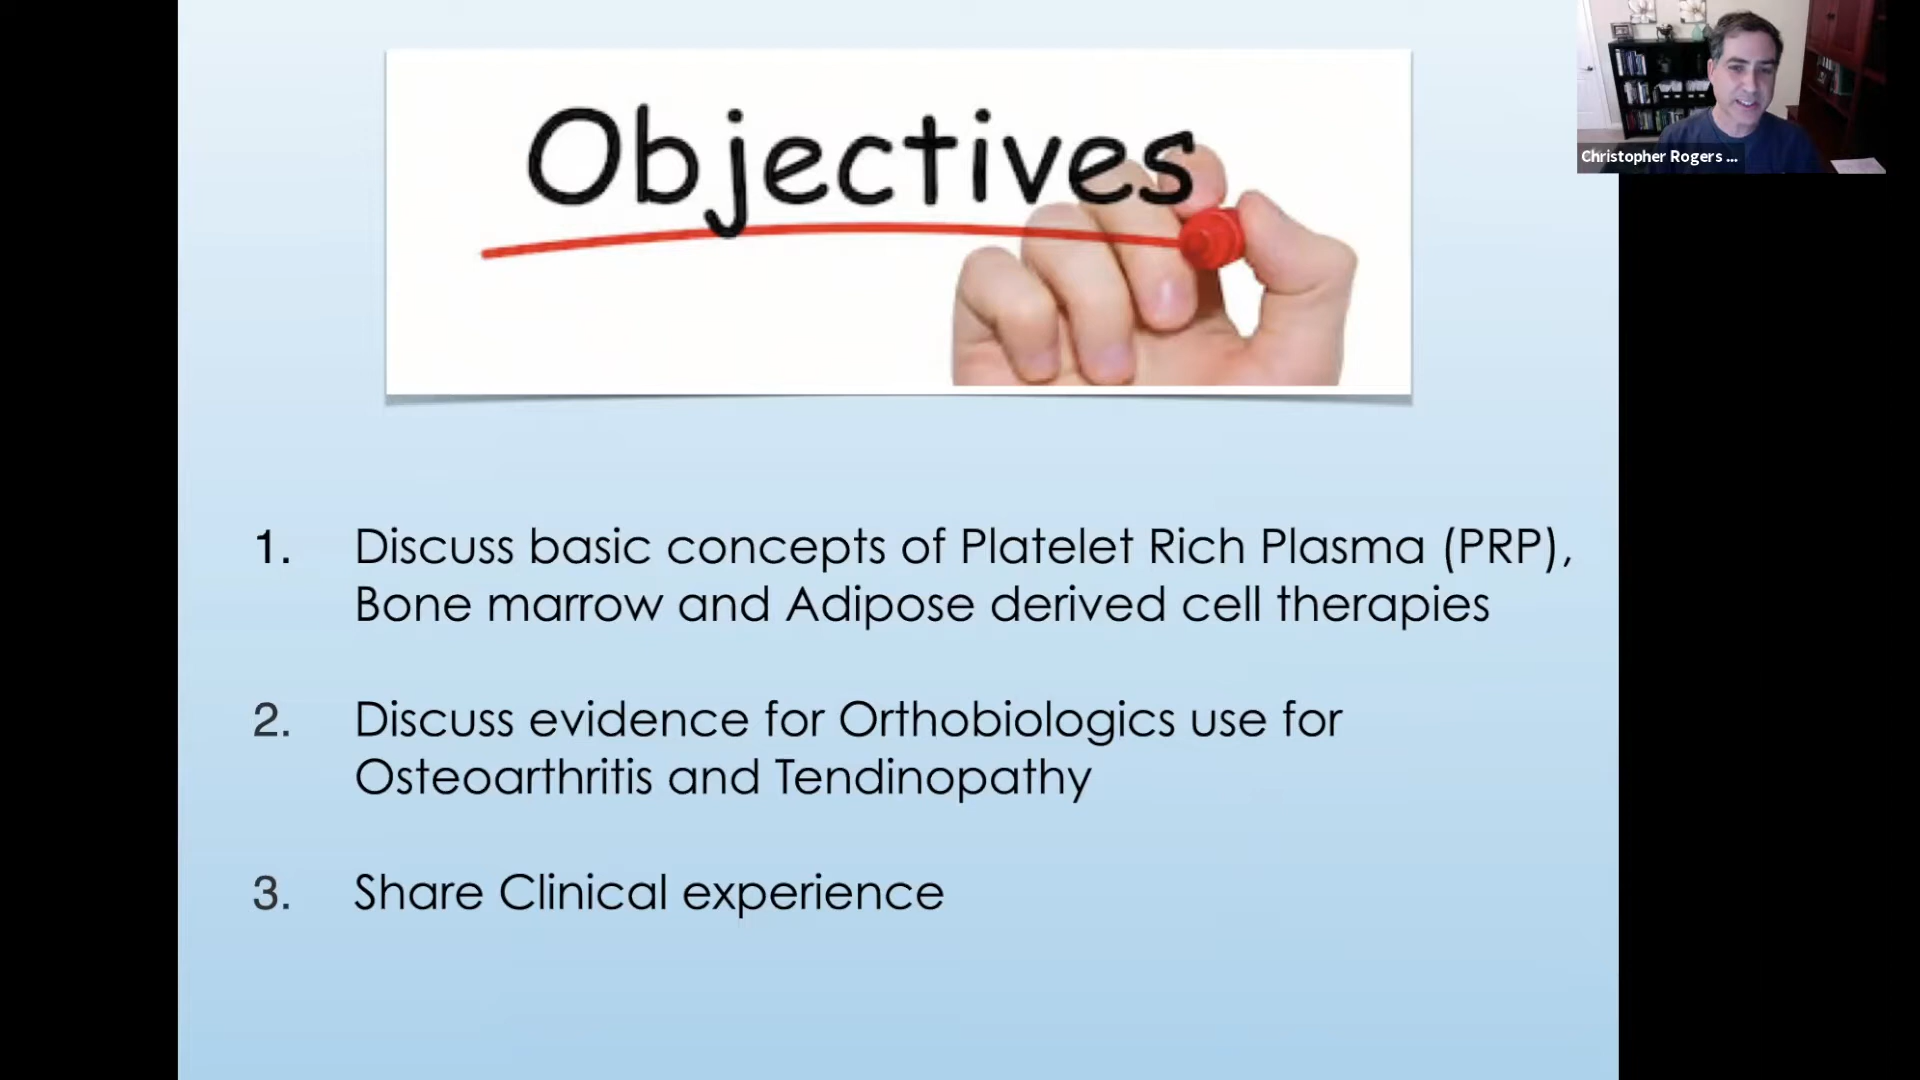 Objectives
Christopher Rogers ...
1. Discuss basic concepts of Platelet Rich Plasma (PRP),
Bone marrow and Adipose derived cell therapies
2. Discuss evidence for Orthobiologics use for
Osteoarthritis and Tendinopathy
3. Share Clinical experience